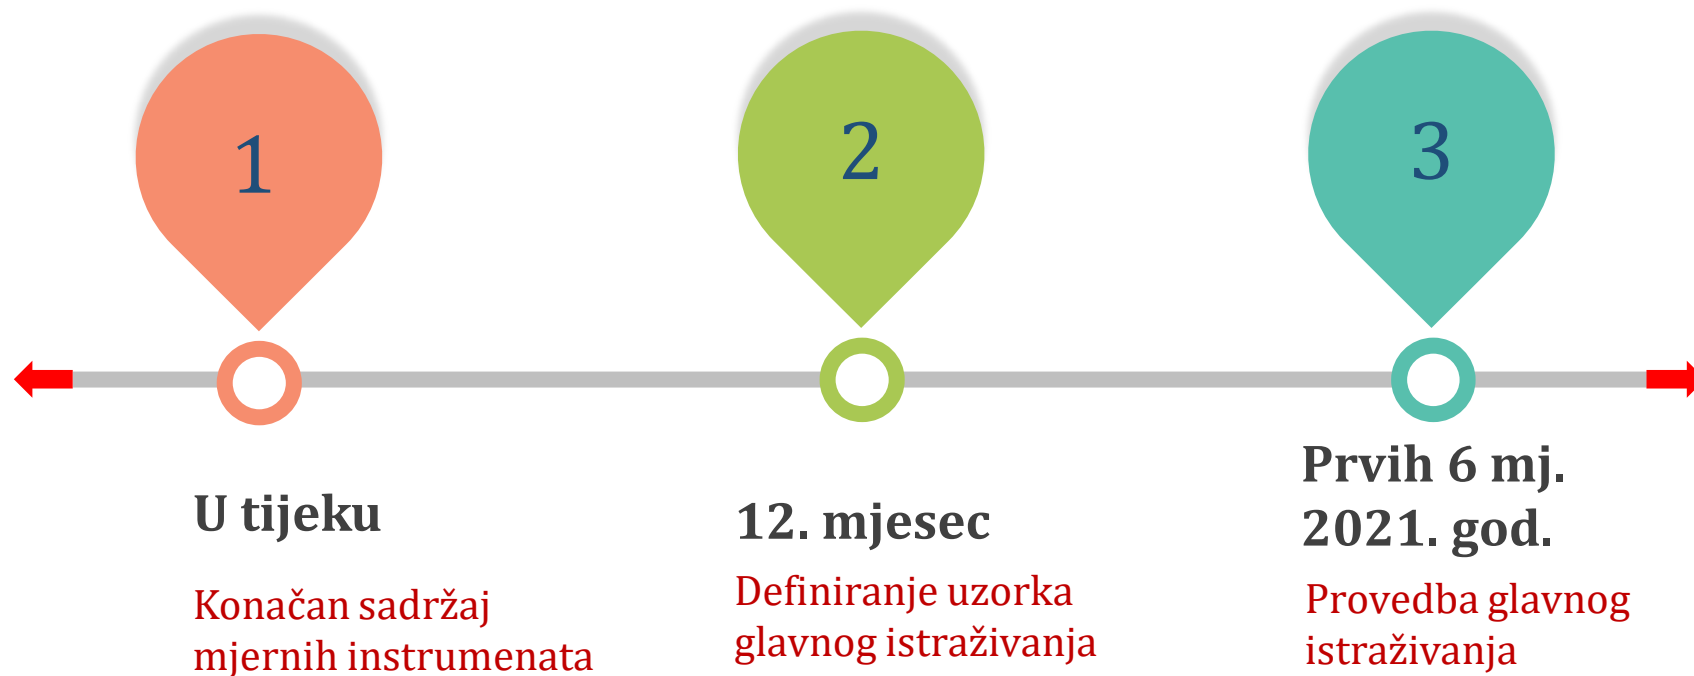 1
U tijeku
Konačan sadržaj
mjernih instrumenata
2
12. mjesec
Definiranje uzorka
glavnog istraživanja
3
Prvih 6 mj.
2021. god.
Provedba glavnog
istraživanja